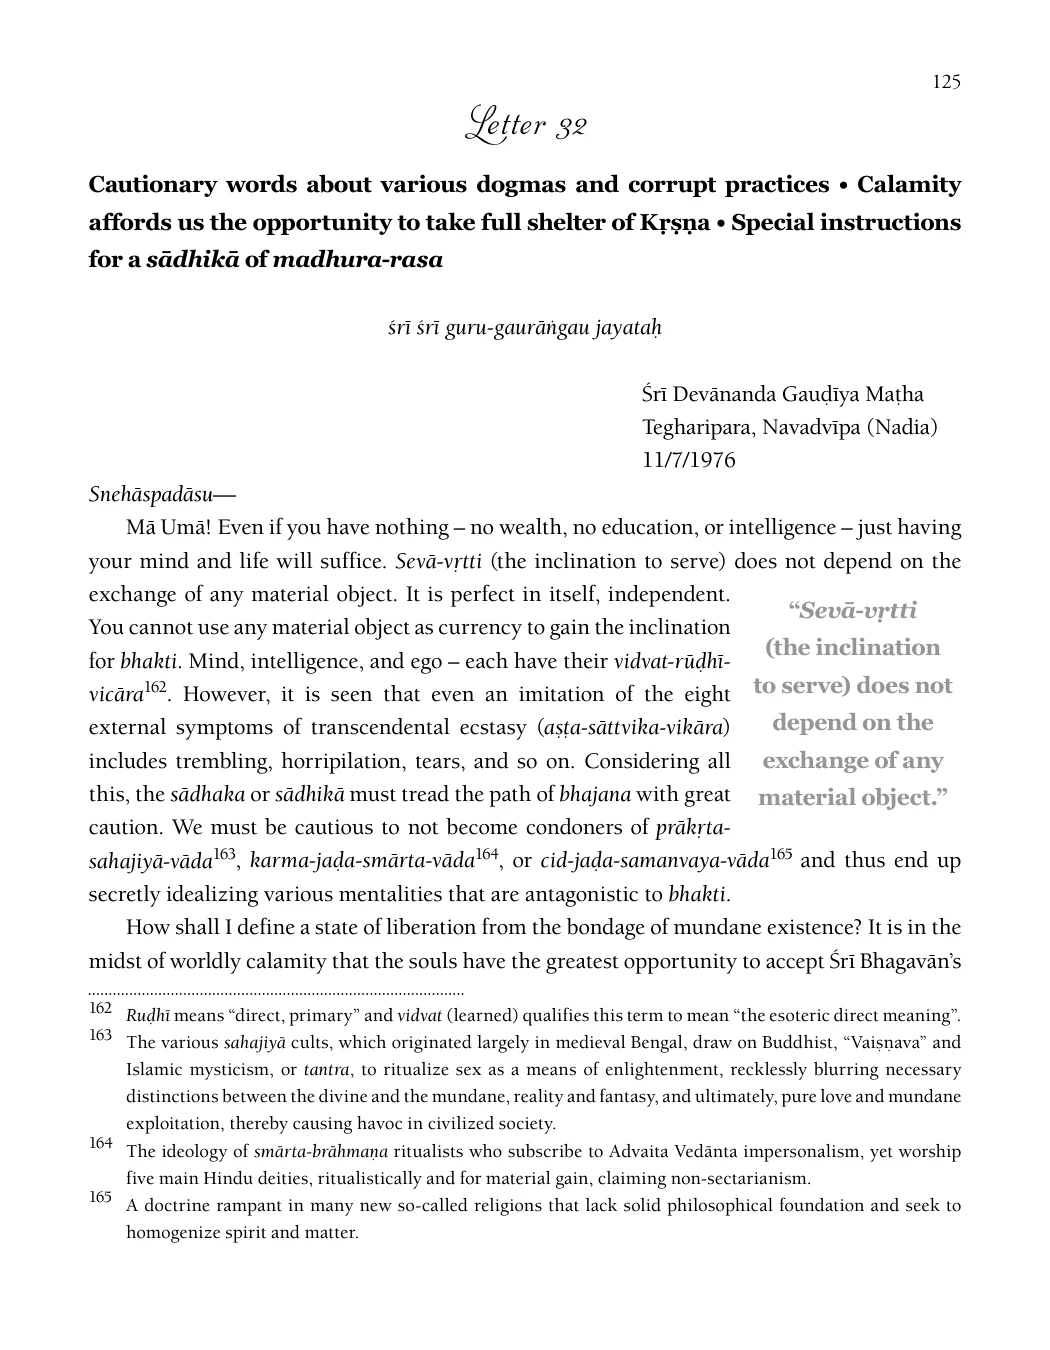 125
Letter 32
Cautionary words about various dogmas and corrupt practices • Calamity
affords us the opportunity to take full shelter of Kṛṣṇa • Special instructions
for a sādhikā of madhura-rasa
śrī śrī guru-gaurāṅgau jayataḥ
Śrī Devānanda Gauḍīya Maṭha
Tegharipara, Navadvīpa (Nadia)
11/7/1976
Snehāspadāsu—
Mā Umā! Even if you have nothing – no wealth, no education, or intelligence – just having
your mind and life will suffice. Sevā-vṛtti (the inclination to serve) does not depend on the
exchange of any material object. It is perfect in itself, independent.
You cannot use any material object as currency to gain the inclination
for bhakti. Mind, intelligence, and ego – each have their vidvat-rūḍhī-
vicāra162. However, it is seen that even an imitation of the eight
external symptoms of transcendental ecstasy (aṣṭa-sāttvika-vikāra)
includes trembling, horripilation, tears, and so on. Considering all
this, the sādhaka or sādhikā must tread the path of bhajana with great
caution. We must be cautious to not become condoners of prākṛta-
sahajiyā-vāda163, karma-jaḍa-smārta-vāda164, or cid-jaḍa-samanvaya-vāda165 and thus end up
secretly idealizing various mentalities that are antagonistic to bhakti.
“Sevā-vṛtti
(the inclination
to serve) does not
depend on the
exchange of any
material object.”
How shall I define a state of liberation from the bondage of mundane existence? It is in the
midst of worldly calamity that the souls have the greatest opportunity to accept Śrī Bhagavān’s
162 Ruḍhī means “direct, primary” and vidvat (learned) qualifies this term to mean “the esoteric direct meaning”.
163 The various sahajiyā cults, which originated largely in medieval Bengal, draw on Buddhist, “Vaiṣṇava” and
Islamic mysticism, or tantra, to ritualize sex as a means of enlightenment, recklessly blurring necessary
distinctions between the divine and the mundane, reality and fantasy, and ultimately, pure love and mundane
exploitation, thereby causing havoc in civilized society.
164 The ideology of smārta-brāhmaṇa ritualists who subscribe to Advaita Vedānta impersonalism, yet worship
five main Hindu deities, ritualistically and for material gain, claiming non-sectarianism.
165 A doctrine rampant in many new so-called religions that lack solid philosophical foundation and seek to
homogenize spirit and matter.